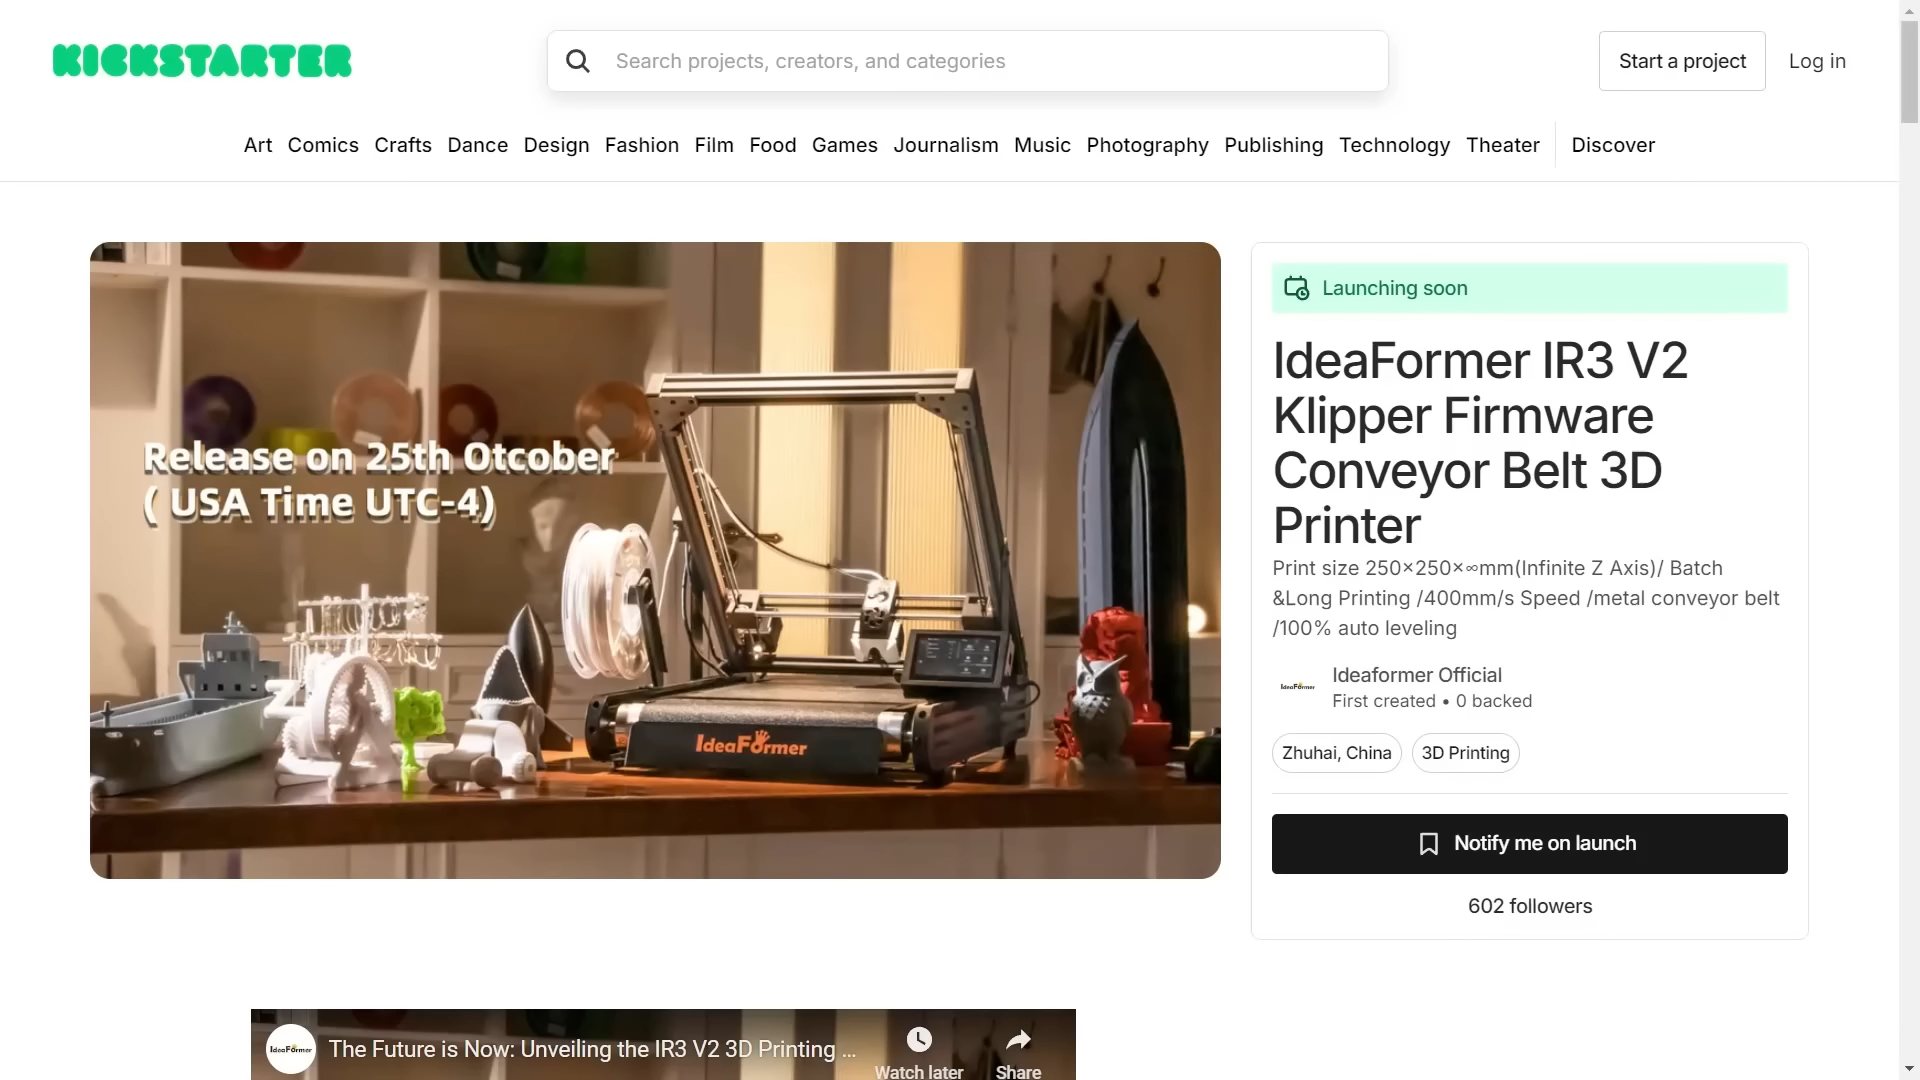 KICKSTARTER
Search projects, creators, and categories
Start a project
Log in
Art Comics Crafts Dance Design Fashion Film Food Games Journalism Music Photography Publishing Technology Theater Discover
Release on 25th Otcober
( USA Time UTC-4)
IdeaFormer
Launching soon
IdeaFormer IR3 V2
Klipper Firmware
Conveyor Belt 3D
Printer
Print size 250×250×∞mm(Infinite Z Axis)/ Batch
&Long Printing /400mm/s Speed /metal conveyor belt
/100% auto leveling
IdeaFormer
Ideaformer Official
First created • 0 backed
Zhuhai, China
3D Printing
Notify me on launch
602 followers
IdeaFormer
The Future is Now: Unveiling the IR3 V2 3D Printing ...
Watch later
Share